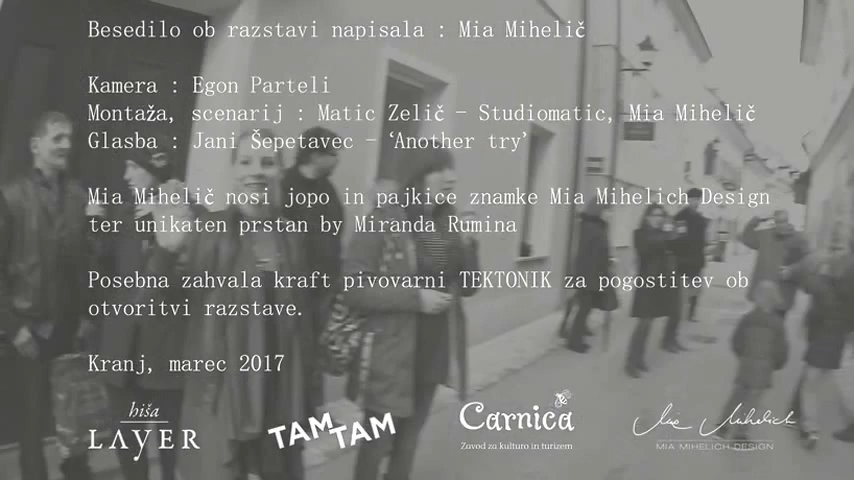 Besedilo ob razstavi napisala : Mia Mihelič
Kamera : Egon Parteli
Montaža, scenarij : Matic Zelič - Studiomatic, Mia Mihelič
Glasba : Jani Šepetavec - ‘Another try’
Mia Mihelič nosi jopo in pajkice znamke Mia Mihelich Design
ter unikaten prstan by Miranda Rumina
Posebna zahvala kraft pivovarni TEKTONIK za pogostitev ob
otvoritvi razstave.
Kranj, marec 2017
hiša
LAYER
TAMTAM
Carnica
Zavod za kulturo in turizem
Mia Mihelich
MIA MIHELICH DESIGN